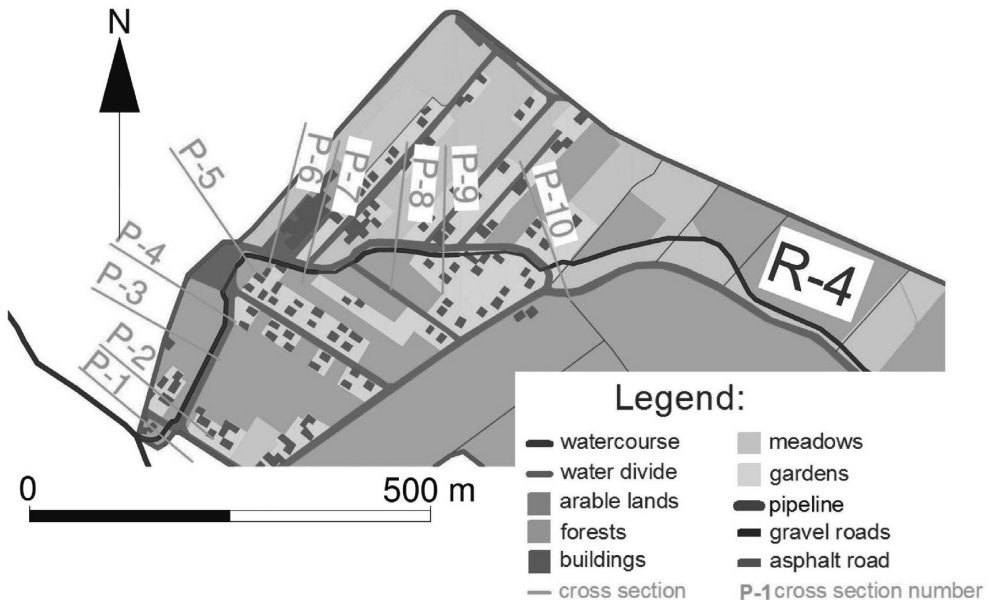 N
P-5
P-6
P-7
P-8
P-9
P-10
P-4
P-3
P-2
P-1
R-4
0 500 m
Legend:
watercourse
water divide
arable lands
forests
buildings
cross section
meadows
gardens
pipeline
gravel roads
asphalt road
P-1 cross section number